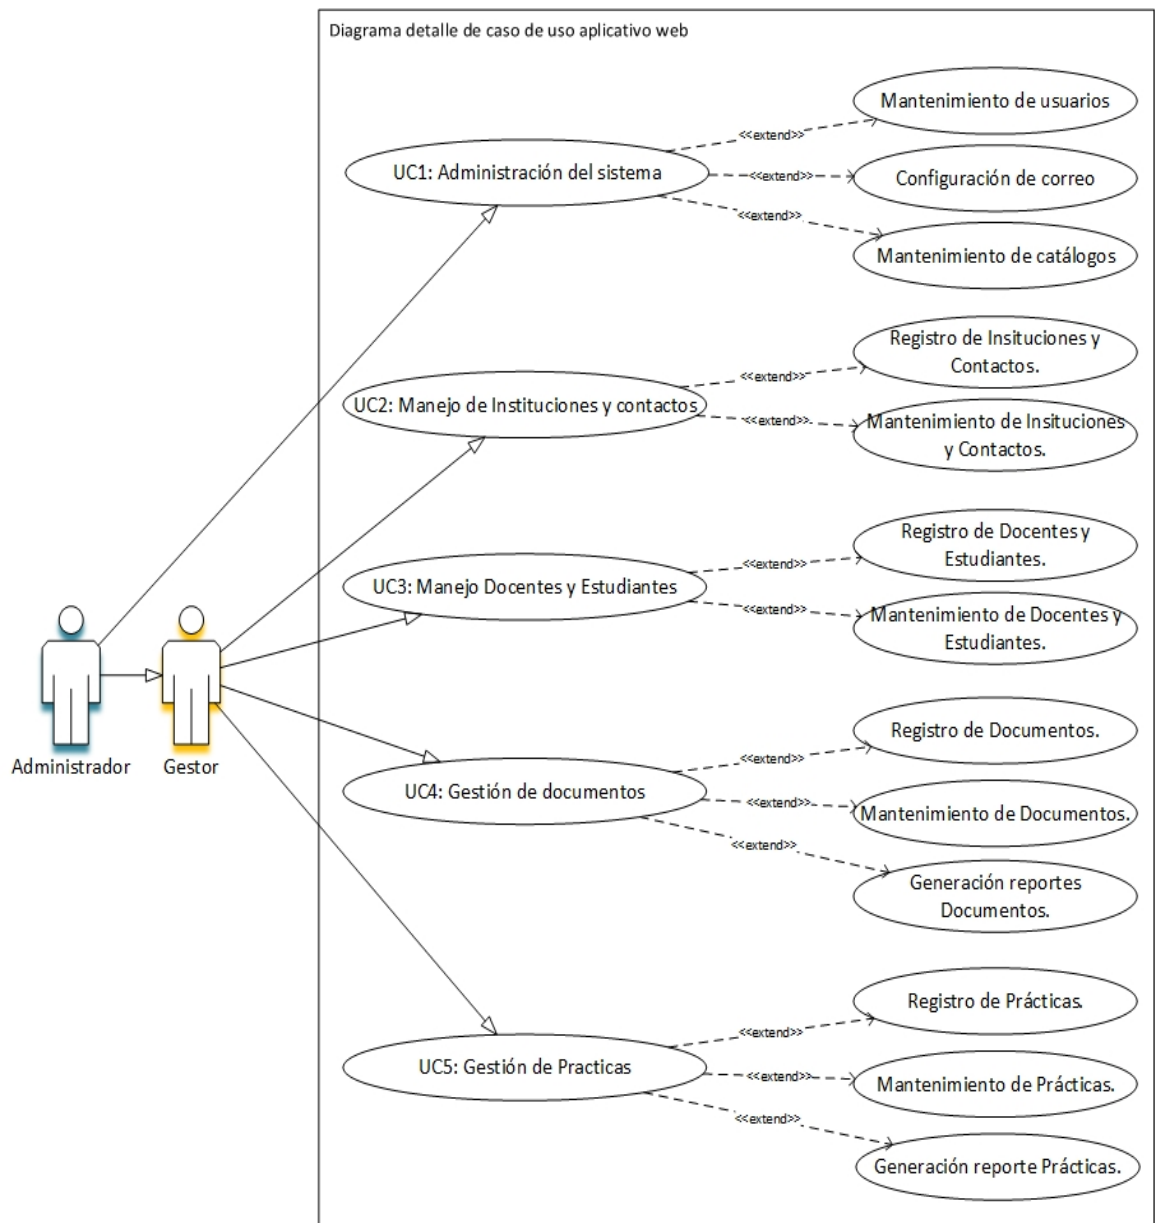 Diagrama detalle de caso de uso aplicativo web
Mantenimiento de usuarios
<<extend>>
UC1: Administración del sistema
<<extend>>
Configuración de correo
<<extend>>
Mantenimiento de catálogos
Registro de Insituciones y
Contactos.
<<extend>>
UC2: Manejo de Instituciones y contactos
<<extend>>
Mantenimiento de Insituciones
y Contactos.
Registro de Docentes y
Estudiantes.
<<extend>>
UC3: Manejo Docentes y Estudiantes
<<extend>>
Mantenimiento de Docentes y
Estudiantes.
Administrador
Gestor
Registro de Documentos.
<<extend>>
UC4: Gestión de documentos
<<extend>>
Mantenimiento de Documentos.
<<extend>>
Generación reportes
Documentos.
Registro de Prácticas.
<<extend>>
UC5: Gestión de Practicas
<<extend>>
Mantenimiento de Prácticas.
<<extend>>
Generación reporte Prácticas.